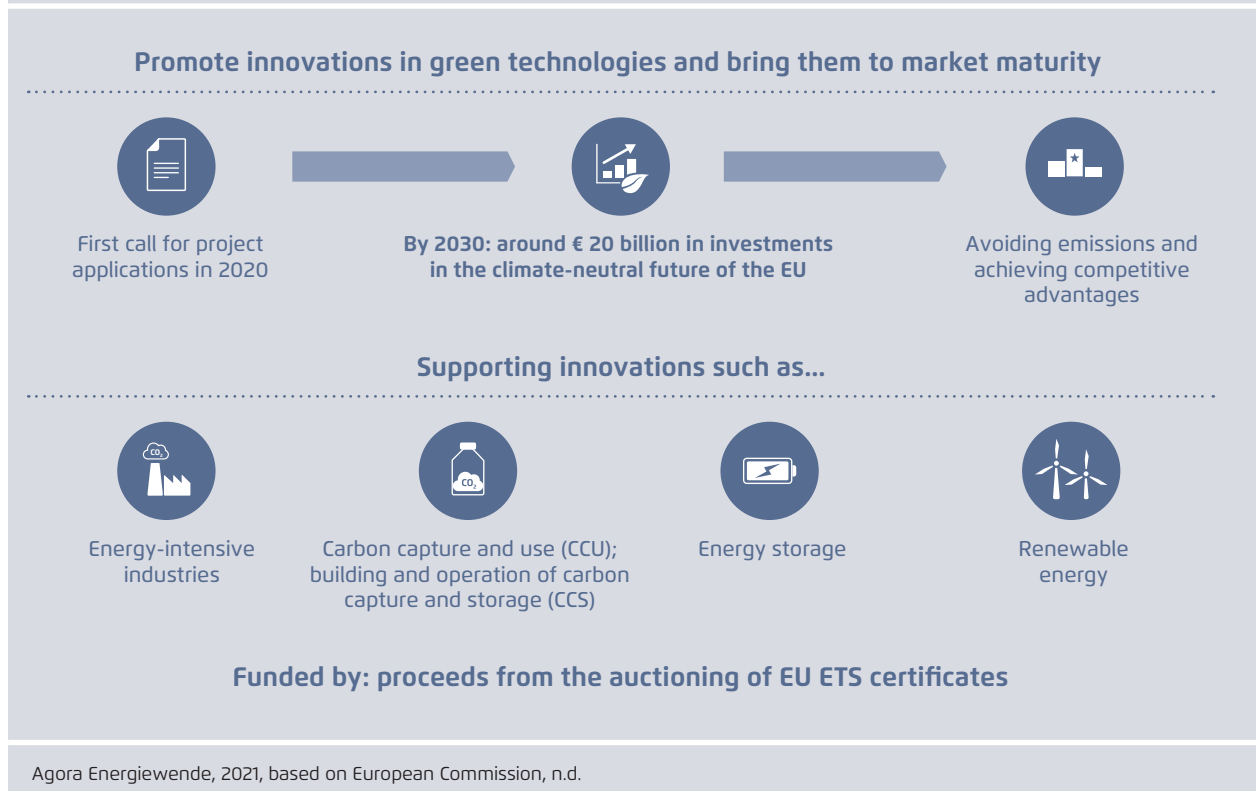 Promote innovations in green technologies and bring them to market maturity
First call for project
applications in 2020
By 2030: around € 20 billion in investments
in the climate-neutral future of the EU
Avoiding emissions and
achieving competitive
advantages
Supporting innovations such as...
CO₂
Energy-intensive
industries
CO₂
Carbon capture and use (CCU);
building and operation of carbon
capture and storage (CCS)
Energy storage
Renewable
energy
Funded by: proceeds from the auctioning of EU ETS certificates
Agora Energiewende, 2021, based on European Commission, n.d.